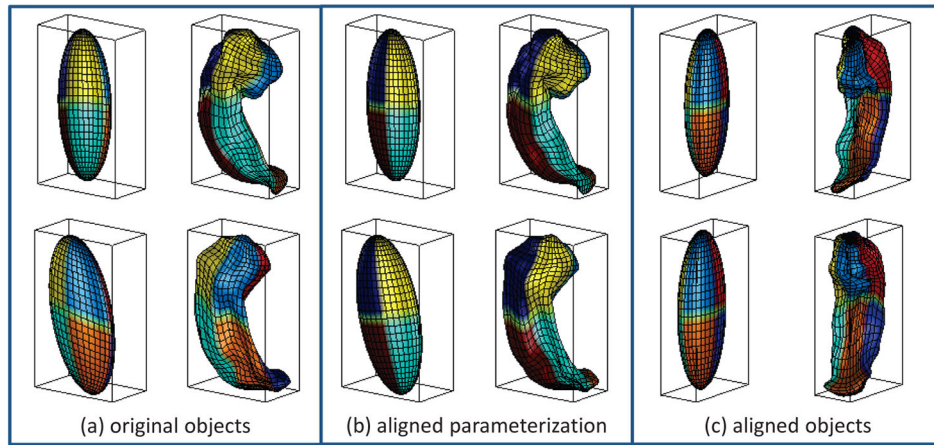 (a) original objects
(b) aligned parameterization
(c) aligned objects